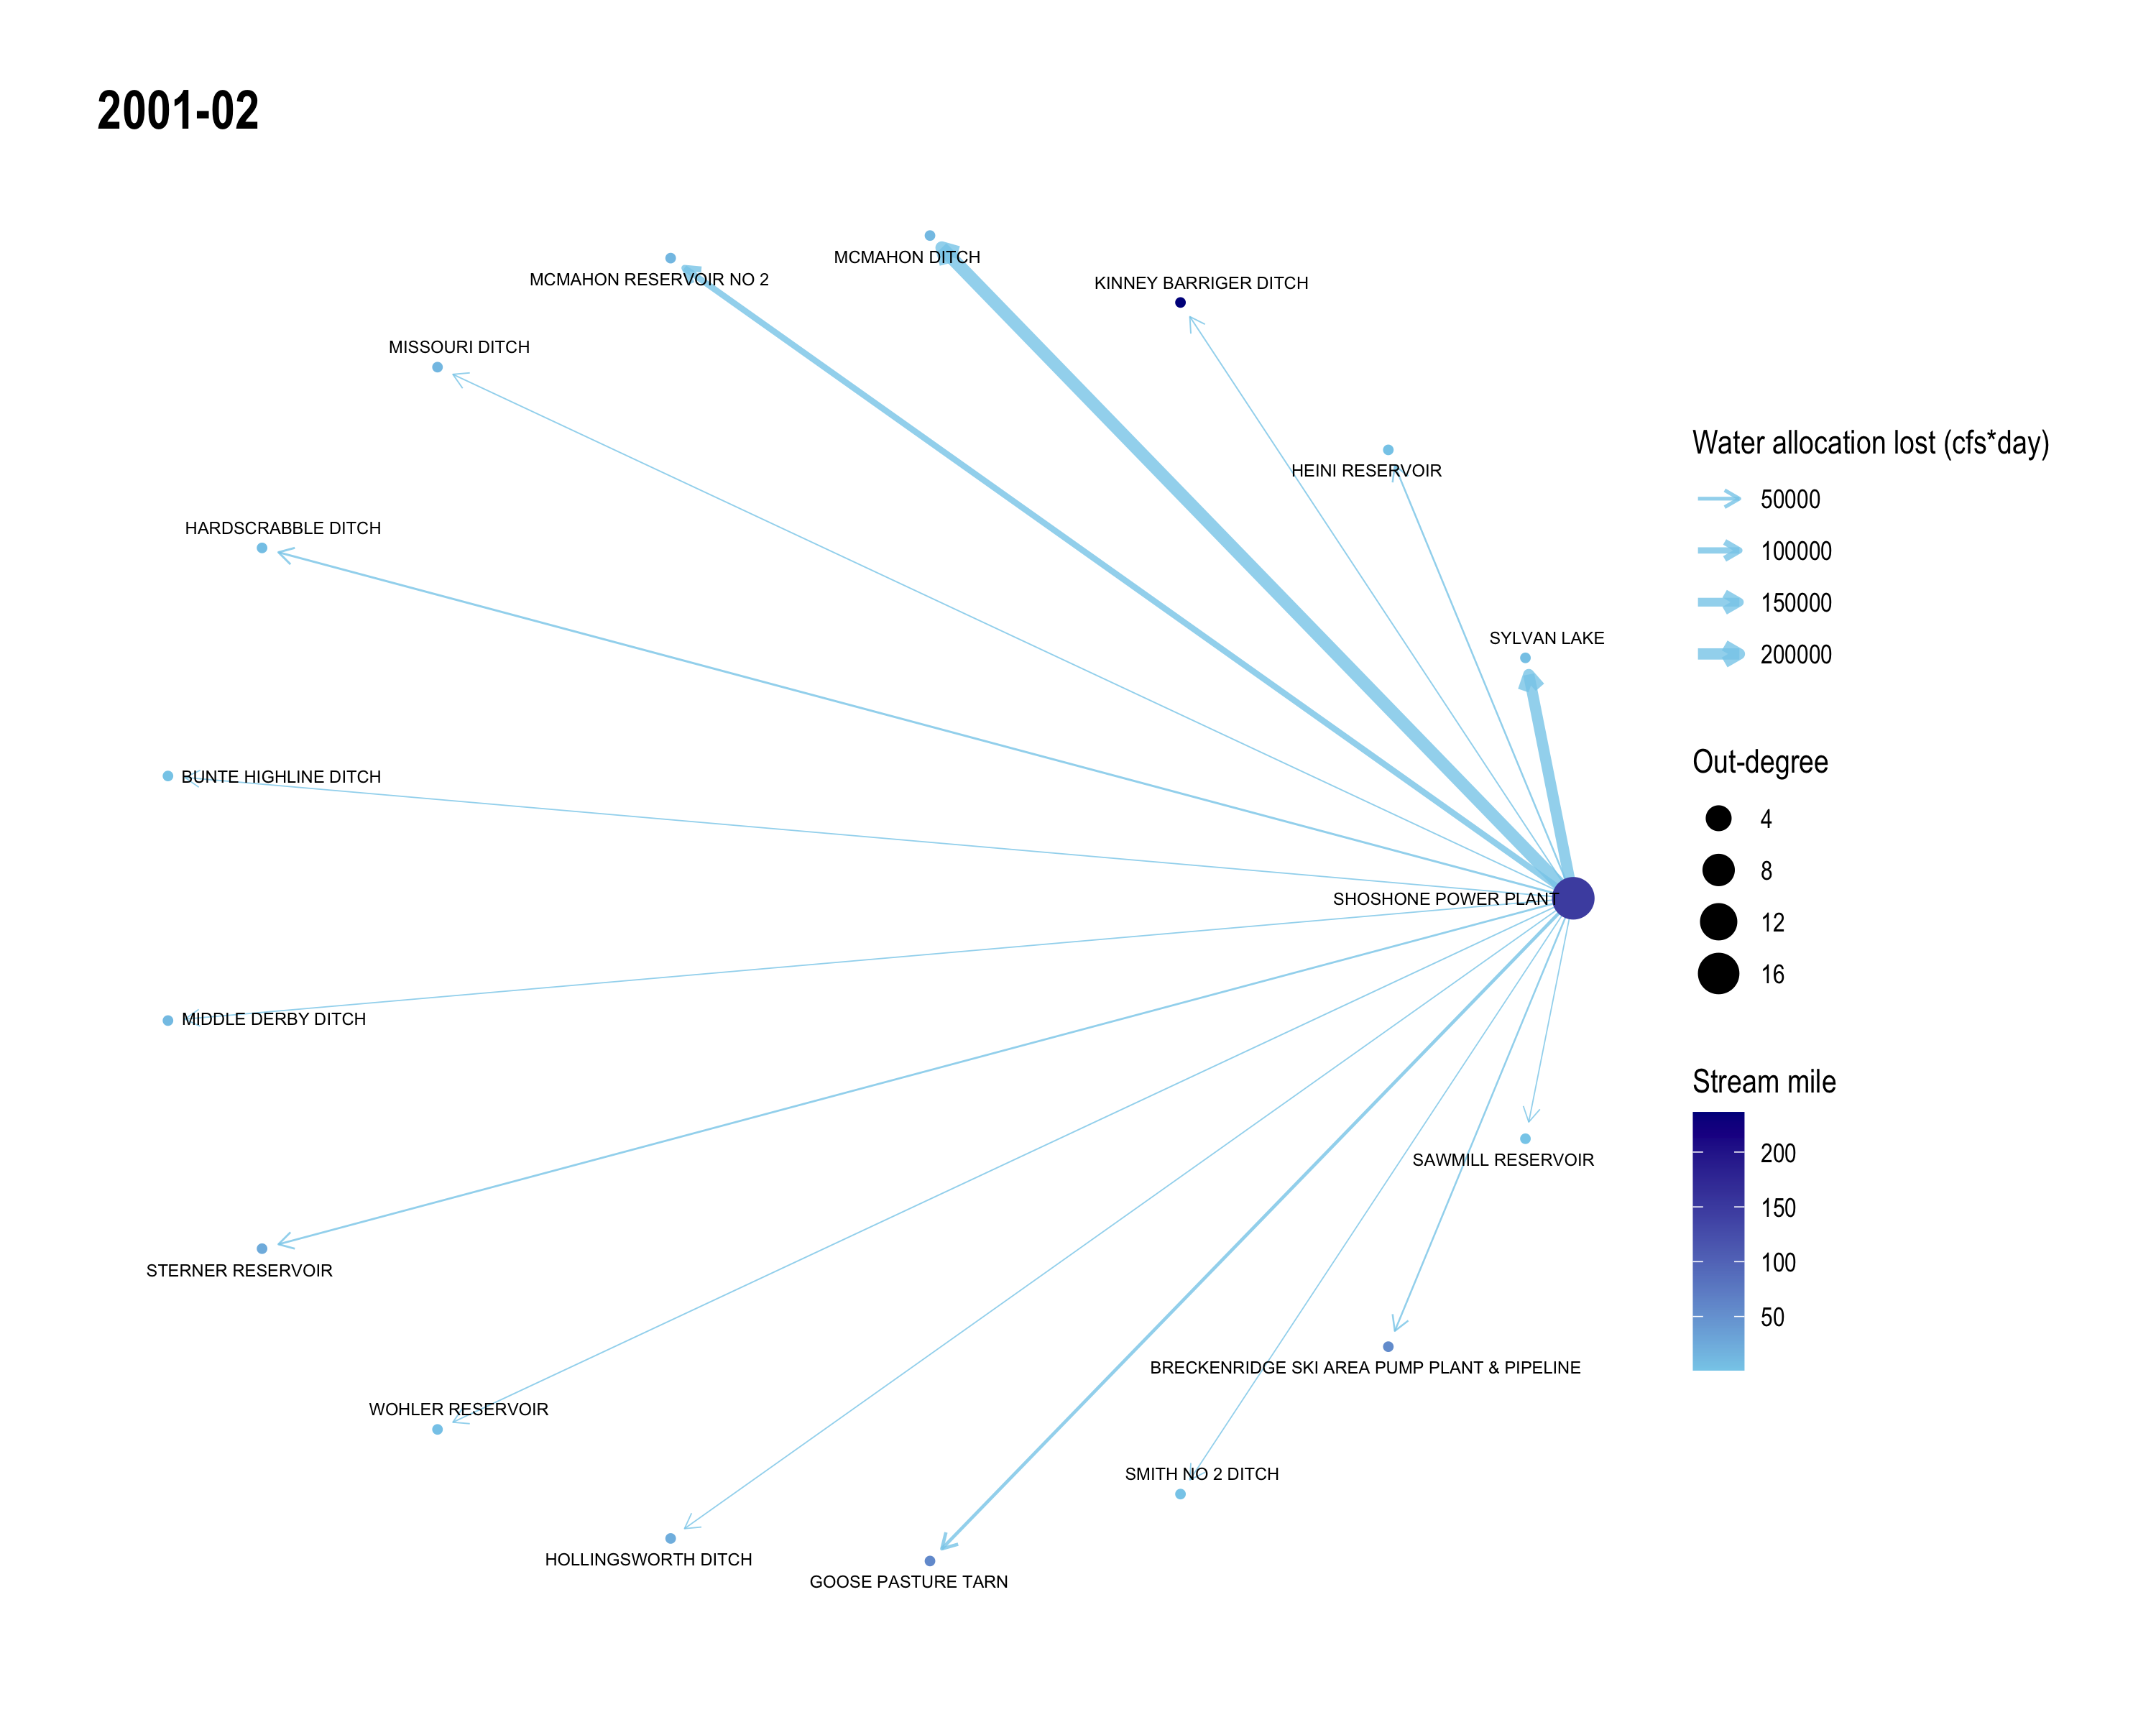 2001-02
MCMAHON DITCH
MCMAHON RESERVOIR NO 2
KINNEY BARRIGER DITCH
MISSOURI DITCH
HEINI RESERVOIR
HARDSCRABBLE DITCH
SYLVAN LAKE
BUNTE HIGHLINE DITCH
SHOSHONE POWER PLANT
MIDDLE DERBY DITCH
SAWMILL RESERVOIR
STERNER RESERVOIR
BRECKENRIDGE SKI AREA PUMP PLANT & PIPELINE
WOHLER RESERVOIR
SMITH NO 2 DITCH
HOLLINGSWORTH DITCH
GOOSE PASTURE TARN
Water allocation lost (cfs*day)
50000
100000
150000
200000
Out-degree
4
8
12
16
Stream mile
200
150
100
50